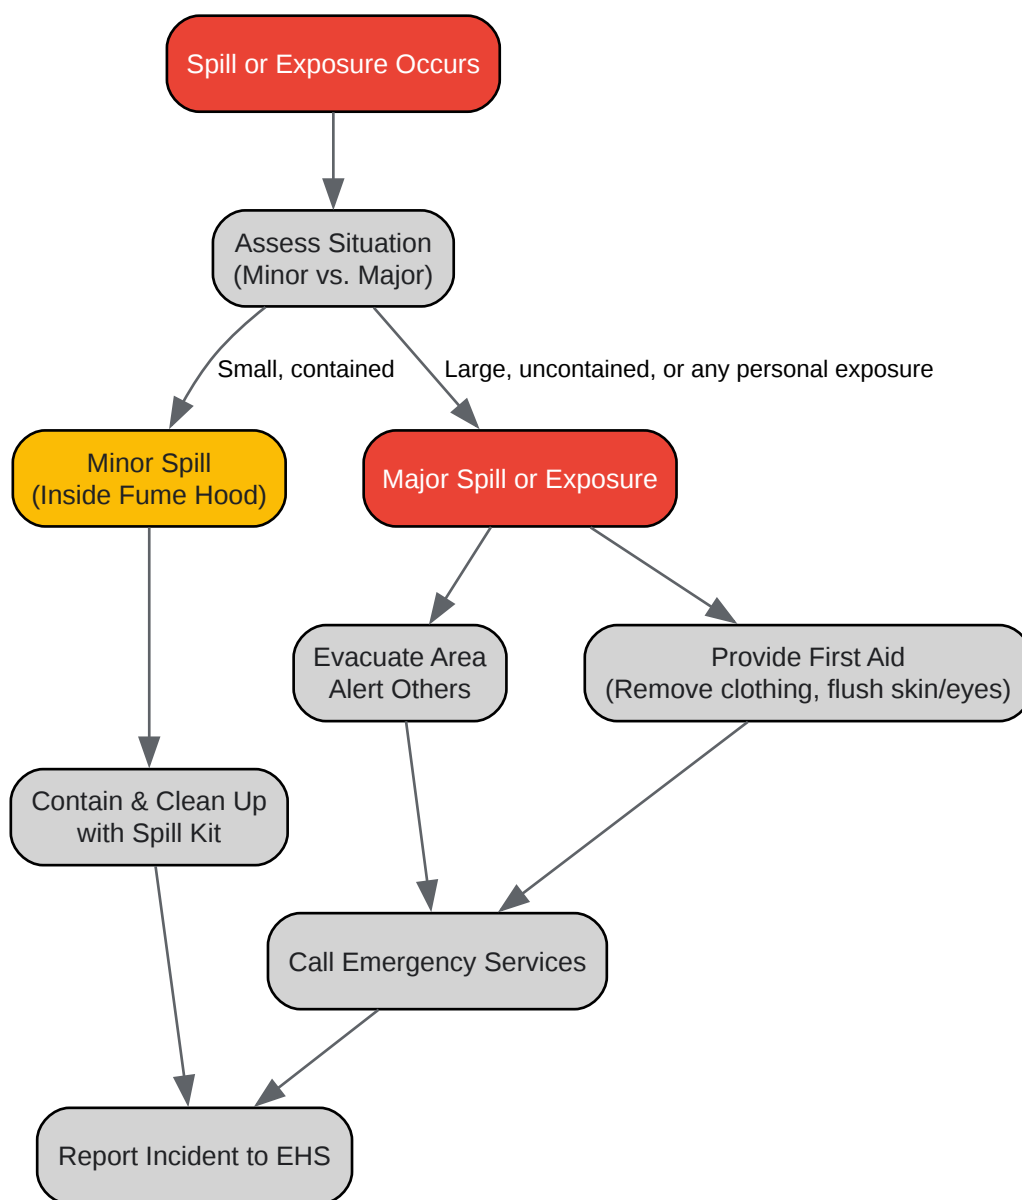 Spill or Exposure Occurs
Assess Situation
(Minor vs. Major)
Small, contained
Large, uncontained, or any personal exposure
Minor Spill
(Inside Fume Hood)
Major Spill or Exposure
Evacuate Area
Alert Others
Provide First Aid
(Remove clothing, flush skin/eyes)
Contain & Clean Up
with Spill Kit
Call Emergency Services
Report Incident to EHS